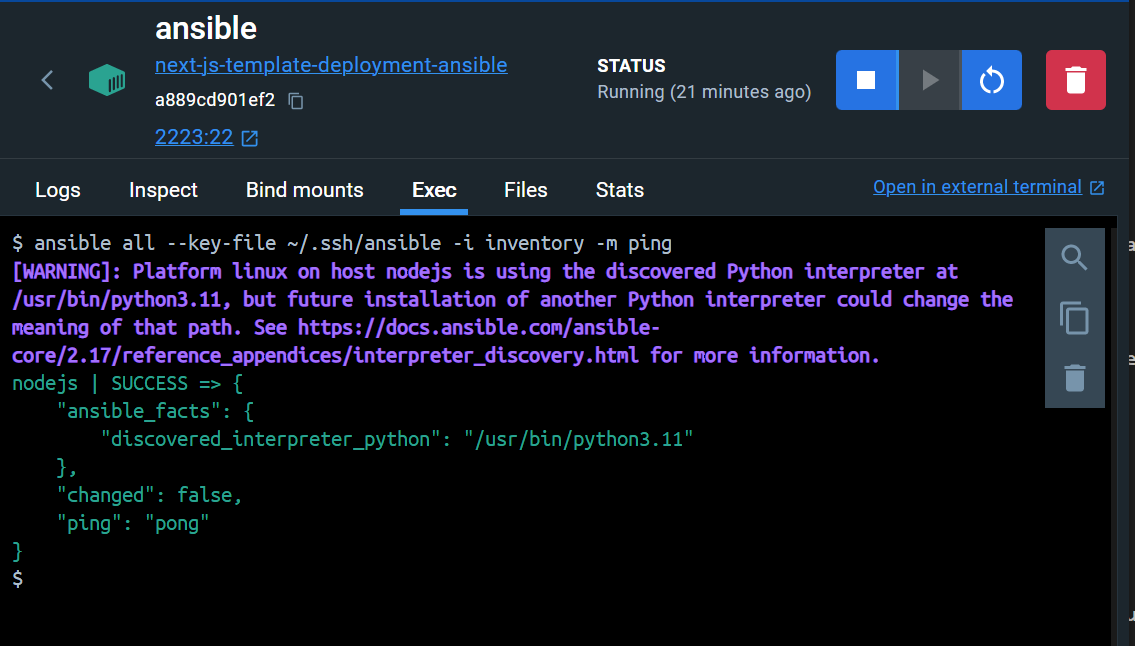 ansible
next-js-template-deployment-ansible
a889cd901ef2
2223:22
STATUS
Running (21 minutes ago)
Logs Inspect Bind mounts Exec Files Stats Open in external terminal
$ ansible all --key-file ~/.ssh/ansible -i inventory -m ping
[WARNING]: Platform linux on host nodejs is using the discovered Python interpreter at
/usr/bin/python3.11, but future installation of another Python interpreter could change the
meaning of that path. See https://docs.ansible.com/ansible-
core/2.17/reference_appendices/interpreter_discovery.html for more information.
nodejs | SUCCESS => {
    "ansible_facts": {
        "discovered_interpreter_python": "/usr/bin/python3.11"
    },
    "changed": false,
    "ping": "pong"
}
$